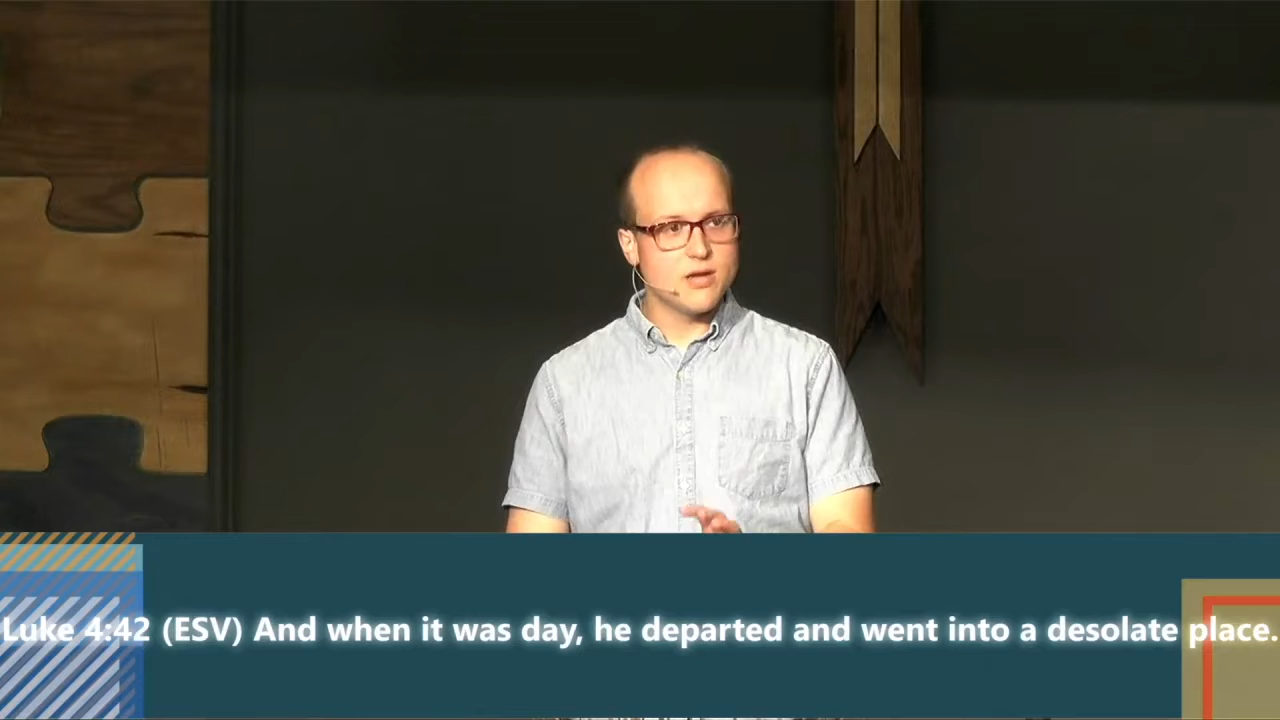 Luke 4:42 (ESV) And when it was day, he departed and went into a desolate place.